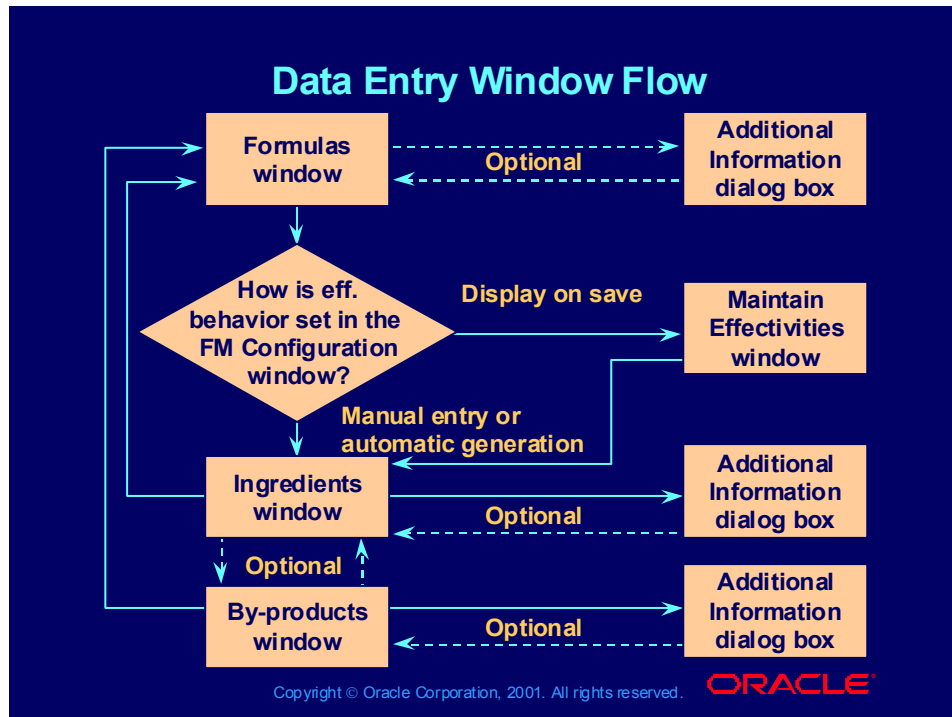 Data Entry Window Flow
Formulas
window
Optional
Additional
Information
dialog box
How is eff.
behavior set in the
FM Configuration
window?
Display on save
Maintain
Effectivities
window
Manual entry or
automatic generation
Ingredients
window
Optional
Additional
Information
dialog box
Optional
By-products
window
Optional
Additional
Information
dialog box
Copyright © Oracle Corporation, 2001. All rights reserved.
ORACLE®